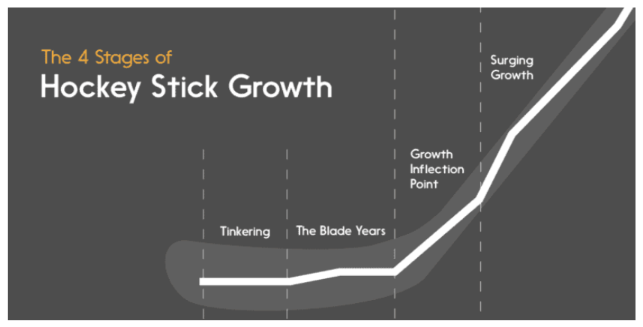 The 4 Stages of
Hockey Stick Growth
Surging
Growth
Growth
Inflection
Point
Tinkering
The Blade Years